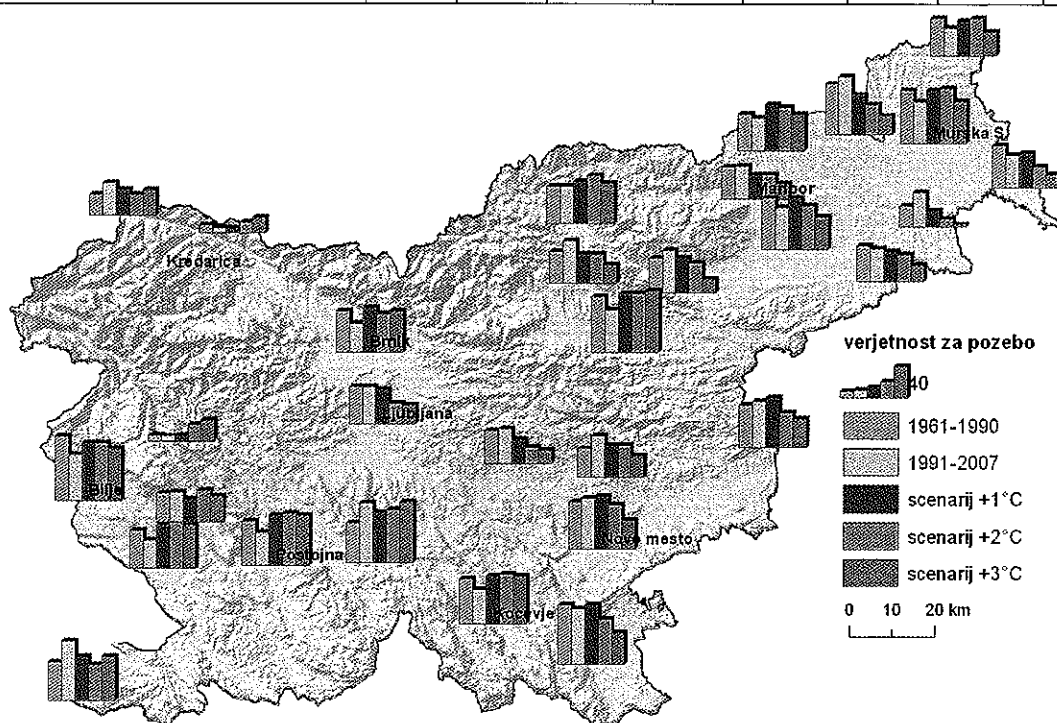 Murska S.
Maribor
Kredarica
Brnik
verjetnost za pozebo
40
1961-1990
Ljubljana
1991-2007
Bilje
scenarij +1°C
Novo mesto
scenarij +2°C
Postojna
scenarij +3°C
Kočevje
0 10 20 km